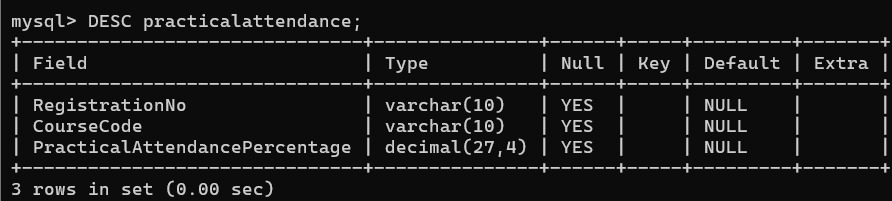 mysql> DESC practicalattendance;
+--------------------------------+---------------+------+-----+---------+-------+
| Field                          | Type          | Null | Key | Default | Extra |
+--------------------------------+---------------+------+-----+---------+-------+
| RegistrationNo                 | varchar(10)   | YES  |     | NULL    |       |
| CourseCode                     | varchar(10)   | YES  |     | NULL    |       |
| PracticalAttendancePercentage | decimal(27,4) | YES  |     | NULL    |       |
+--------------------------------+---------------+------+-----+---------+-------+
3 rows in set (0.00 sec)